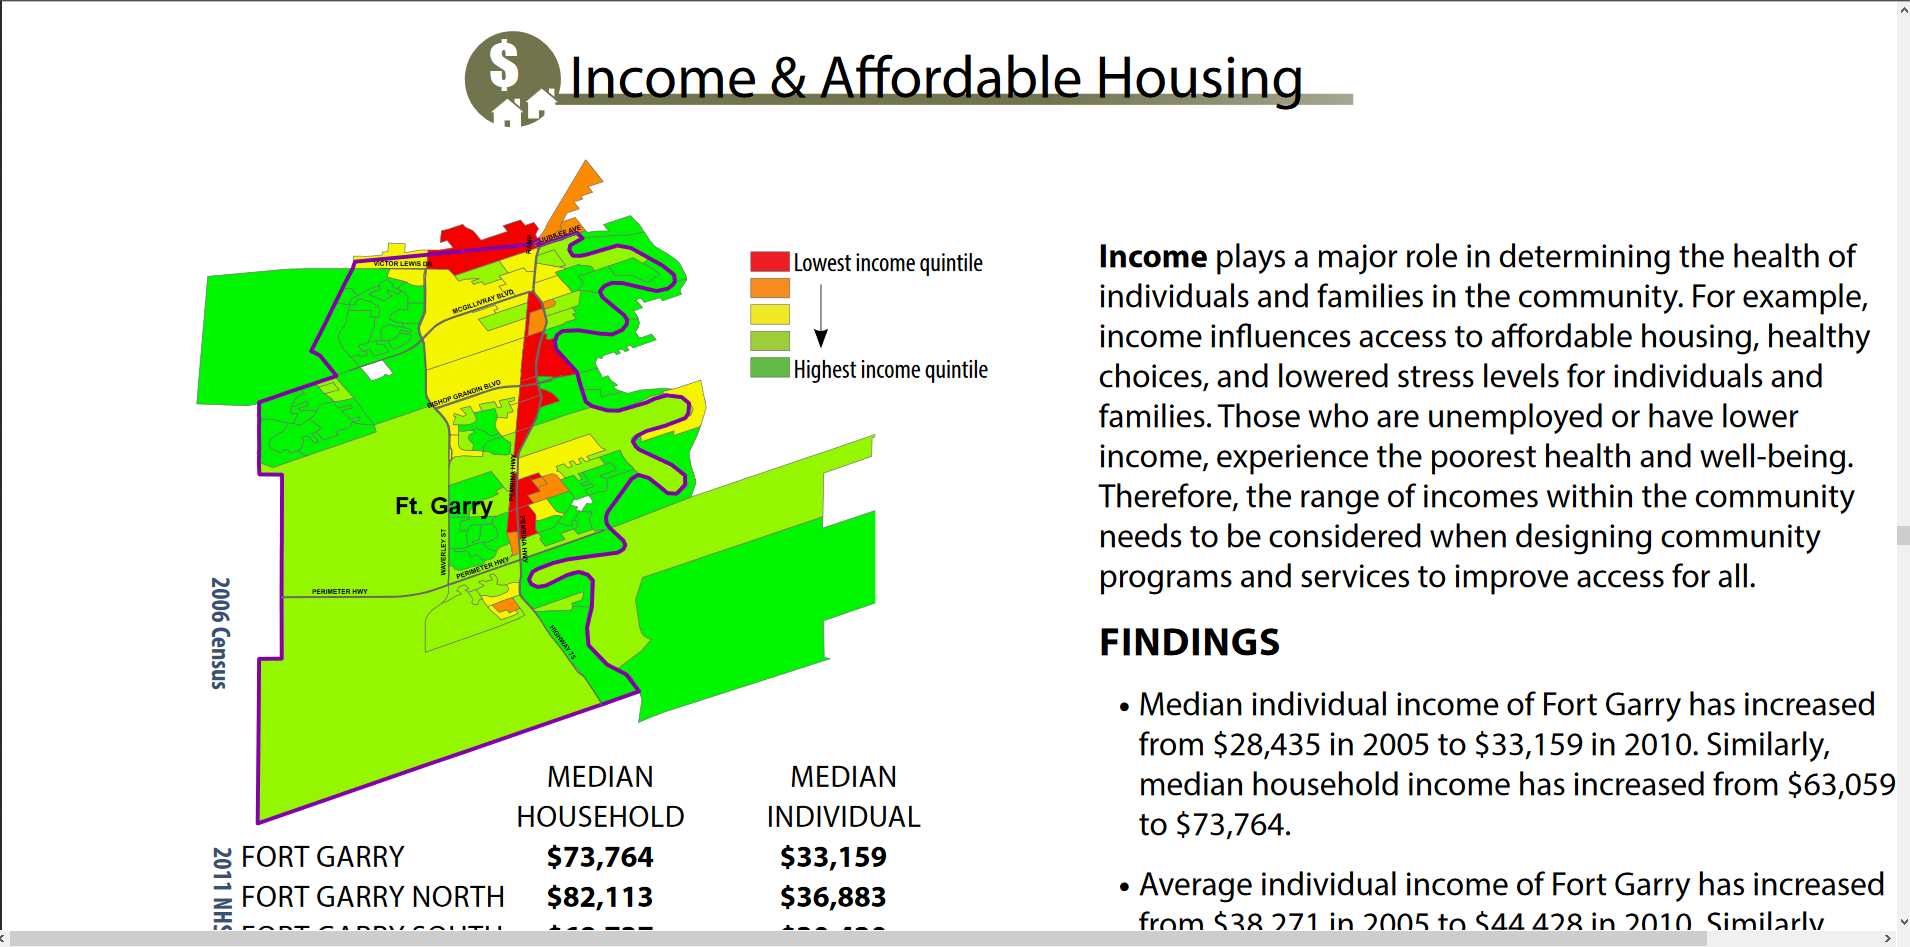 $
Income & Affordable Housing
Lowest income quintile
Highest income quintile
JUBILEE AVE
VICTOR LEWIS DR
MCGILLIVRAY BLVD
BISHOP GRANDIN BLVD
PEMBINA HWY
Ft. Garry
WAVERLEY ST
PEMBINA HWY
PERIMETER HWY
PERIMETER HWY
HIGHWAY 75
2006 Census
MEDIAN HOUSEHOLD
MEDIAN INDIVIDUAL
2011 NHS
FORT GARRY $73,764 $33,159
FORT GARRY NORTH $82,113 $36,883
FORT GARRY SOUTH
Income plays a major role in determining the health of
individuals and families in the community. For example,
income influences access to affordable housing, healthy
choices, and lowered stress levels for individuals and
families. Those who are unemployed or have lower
income, experience the poorest health and well-being.
Therefore, the range of incomes within the community
needs to be considered when designing community
programs and services to improve access for all.
FINDINGS
• Median individual income of Fort Garry has increased
from $28,435 in 2005 to $33,159 in 2010. Similarly,
median household income has increased from $63,059
to $73,764.
• Average individual income of Fort Garry has increased
from $38,271 in 2005 to $44,428 in 2010. Similarly,